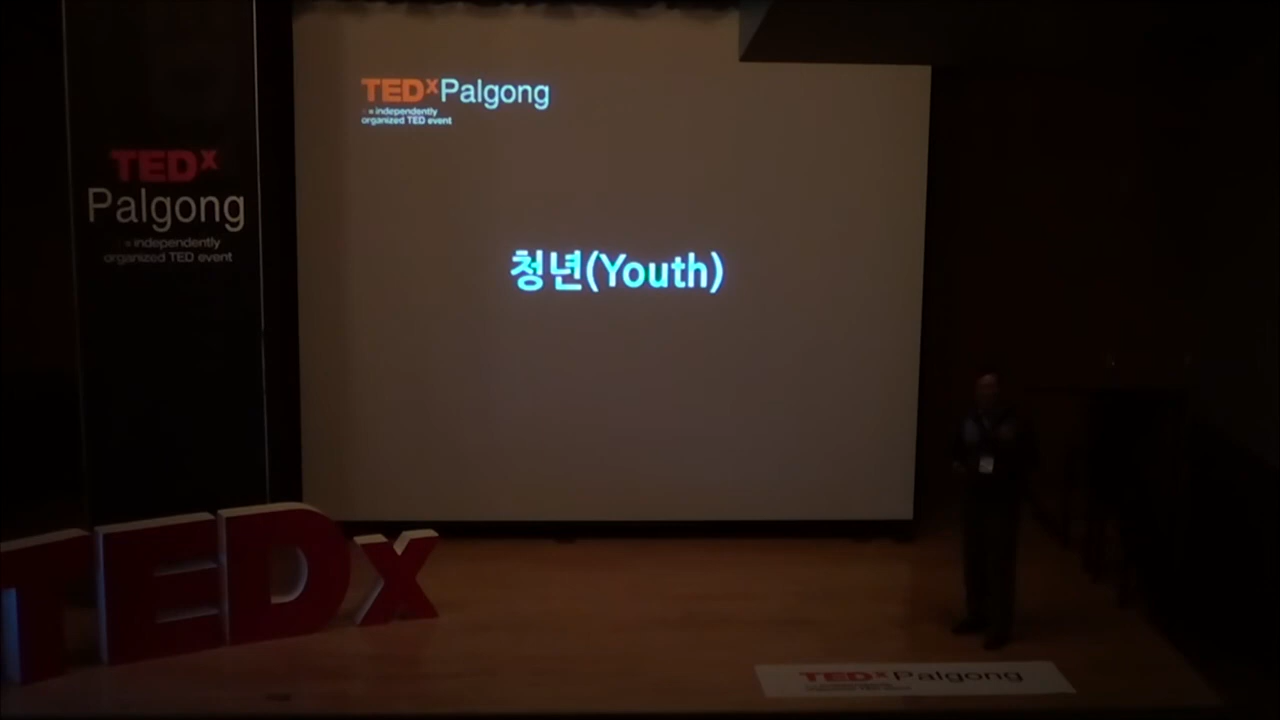 TEDxPalgong
= independently
organized TED event
청년(Youth)
TEDx
Palgong
= independently
organized TED event
TEDx
TEDxPalgong